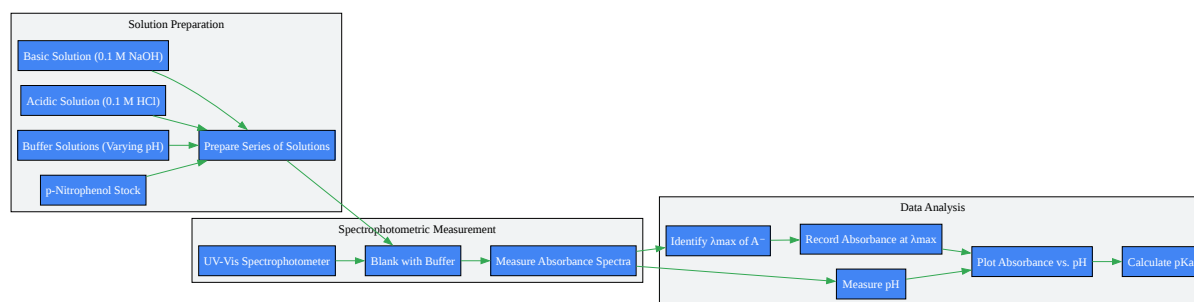 Solution Preparation
Basic Solution (0.1 M NaOH)
Acidic Solution (0.1 M HCl)
Buffer Solutions (Varying pH)
Prepare Series of Solutions
p-Nitrophenol Stock
Spectrophotometric Measurement
UV-Vis Spectrophotometer
Blank with Buffer
Measure Absorbance Spectra
Data Analysis
Identify λmax of A⁻
Record Absorbance at λmax
Measure pH
Plot Absorbance vs. pH
Calculate pKa